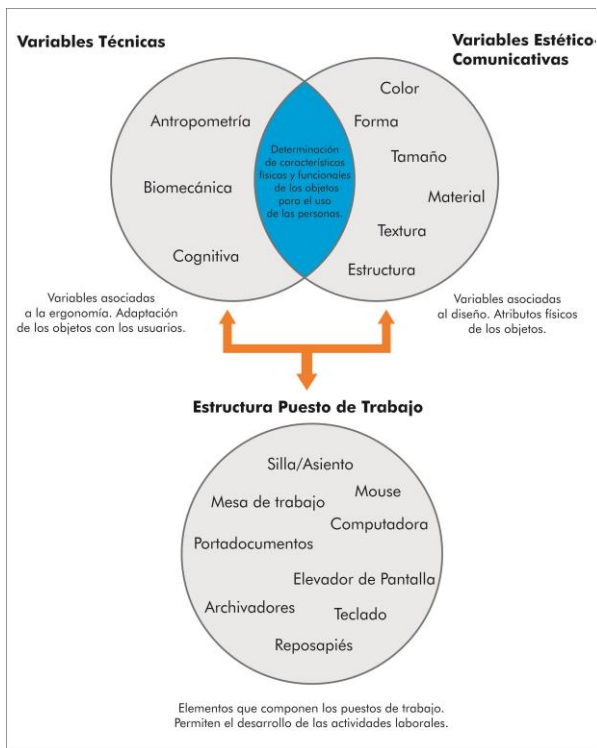 Variables Técnicas
Variables Estético-
Comunicativas
Antropometría
Biomecánica
Cognitiva
Determinación
de características
físicas y funcionales
de los objetos
para el uso
de las personas.
Color
Forma
Tamaño
Material
Textura
Estructura
Variables asociadas
a la ergonomía. Adaptación
de los objetos con los usuarios.
Variables asociadas
al diseño. Atributos físicos
de los objetos.
Estructura Puesto de Trabajo
Silla/Asiento
Mouse
Mesa de trabajo
Computadora
Portadocumentos
Elevador de Pantalla
Archivadores
Teclado
Reposapiés
Elementos que componen los puestos de trabajo.
Permiten el desarrollo de las actividades laborales.